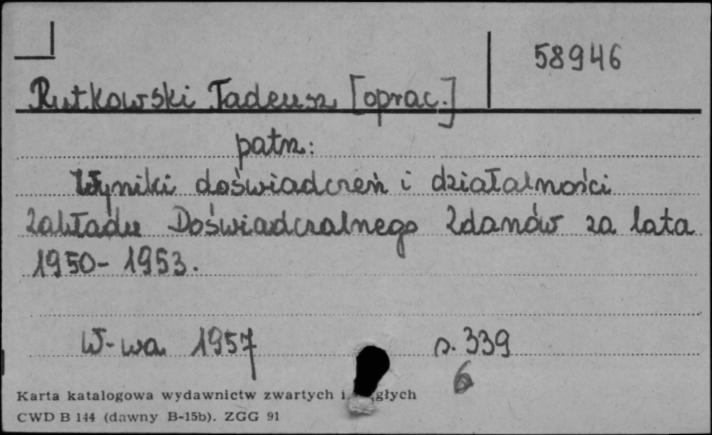 58946
Rutkowski Tadeusz [oprac.]
patrz:
Wyniki doświadczeń i działalności
Zakładu Doświadczalnego Zdanów za lata
1950-1953.
W-wa 1957 s. 339
6
Karta katalogowa wydawnictw zwartych i
CWD B 144 (dawny B-15b). ZGG 91